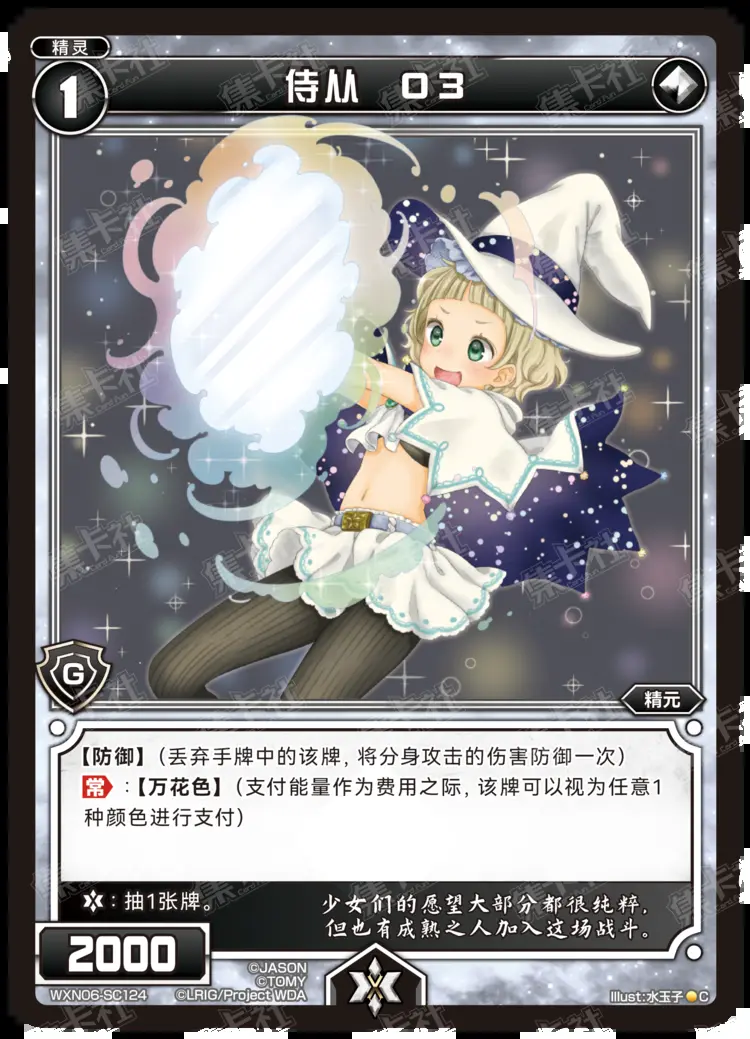 精灵
1
侍从 03
G
精元
【防御】（丢弃手牌中的该牌，将分身攻击的伤害防御一次）
常：【万花色】（支付能量作为费用之际，该牌可以视为任意1
种颜色进行支付）
：抽1张牌。
少女们的愿望大部分都很纯粹，
但也有成熟之人加入这场战斗。
2000
©JASON
©TOMY
WXN06-SC124 ©LRIG/Project WDA
Illust:水玉子 C
集卡社